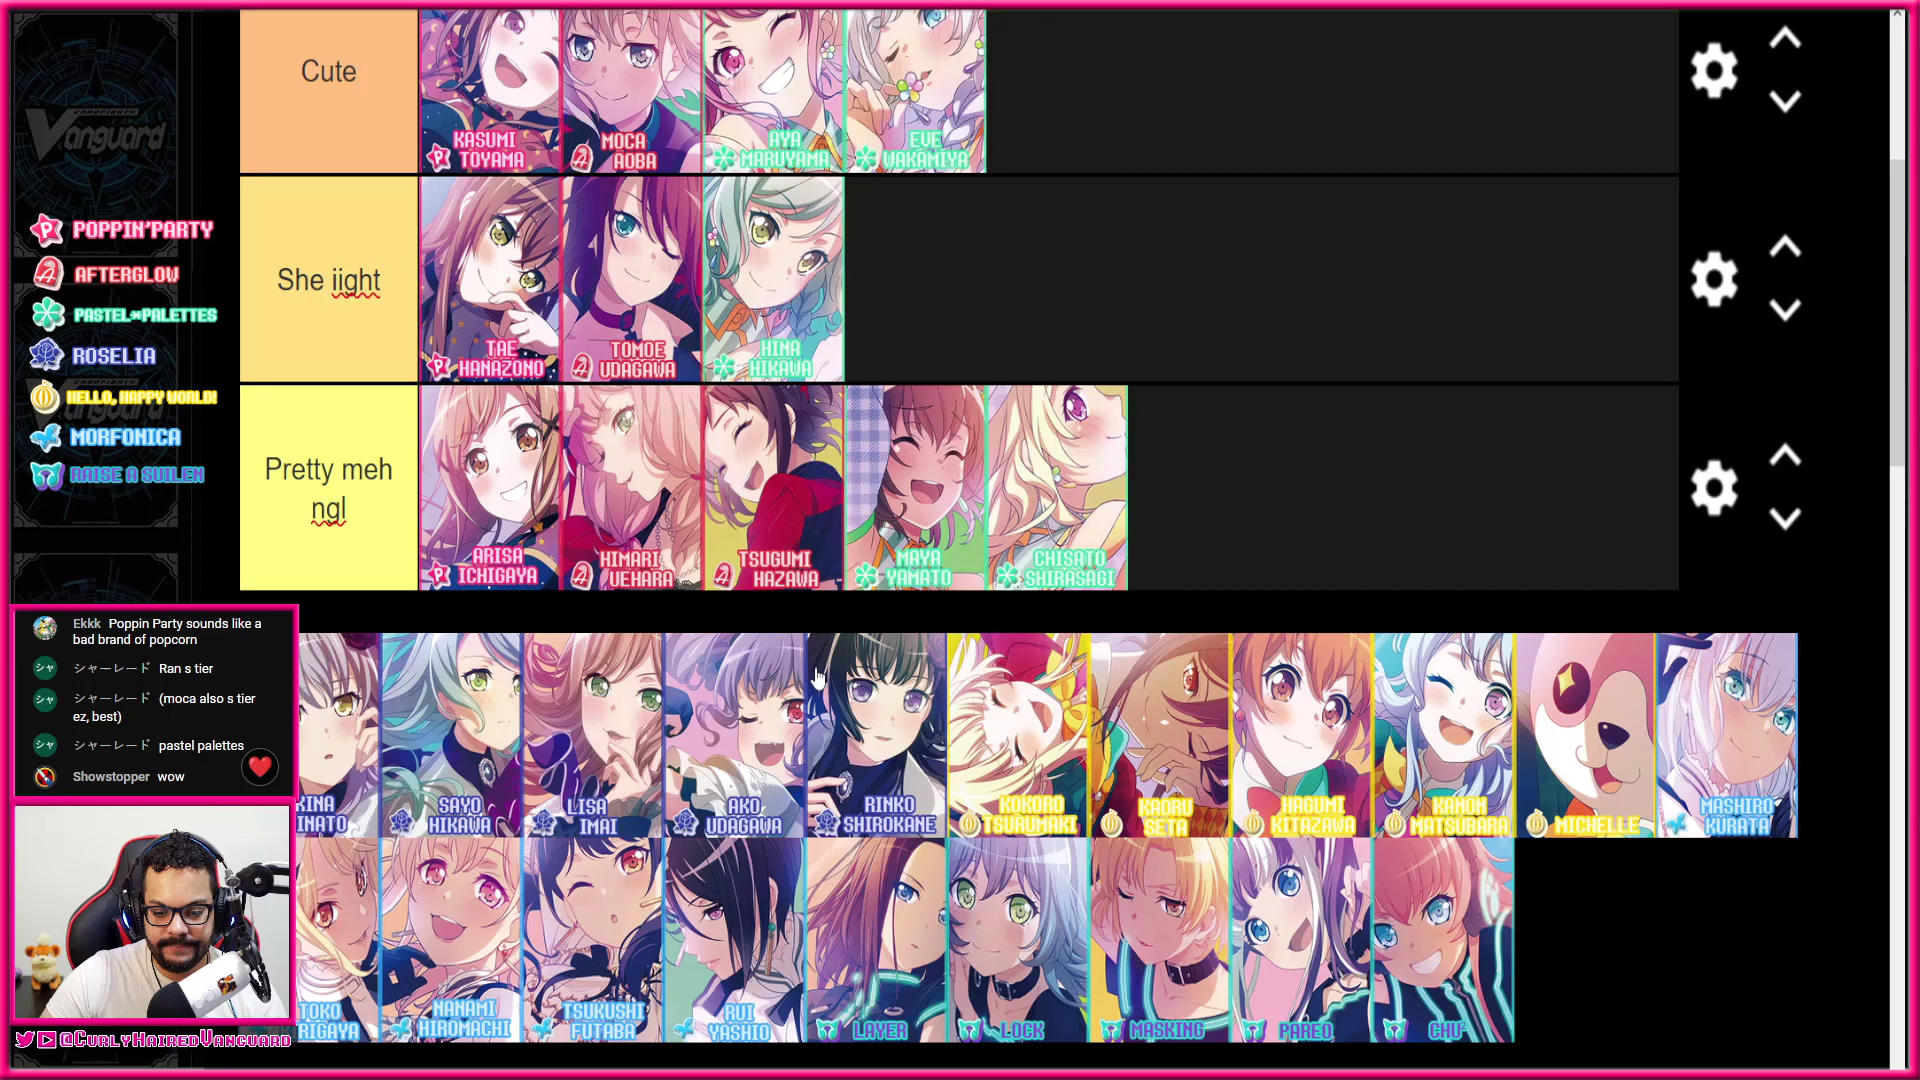 CARDFIGHT!!
Vanguard
POPPIN'PARTY
AFTERGLOW
PASTEL*PALETTES
ROSELIA
HELLO, HAPPY WORLD!
MORFONICA
RAISE A SUILEN
Cute
KASUMI
TOYAMA
MOCA
AOBA
AYA
MARUYAMA
EVE
WAKAMIYA
She iight
TAE
HANAZONO
TOMOE
UDAGAWA
HINA
HIKAWA
Pretty meh
ngl
ARISA
ICHIGAYA
HIMARI
UEHARA
TSUGUMI
HAZAWA
MAYA
YAMATO
CHISATO
SHIRASAGI
Ekkk Poppin Party sounds like a
bad brand of popcorn
シャーレード Ran s tier
シャーレード (moca also s tier
ez, best)
シャーレード pastel palettes
Showstopper wow
KINA
INATO
SAYO
HIKAWA
LISA
IMAI
AKO
UDAGAWA
RINKO
SHIROKANE
KOKORO
TSURUMAKI
KAORU
SETA
HAGUMI
KITAZAWA
KANON
MATSUBARA
MICHELLE
MASHIRO
KURATA
TOKO
RIGAYA
NANAMI
HIROMACHI
TSUKUSHI
FUTABA
RUI
YASHIO
LAYER
LOCK
MASKING
PAREO
CHU²
@CurlyHairedVanguard